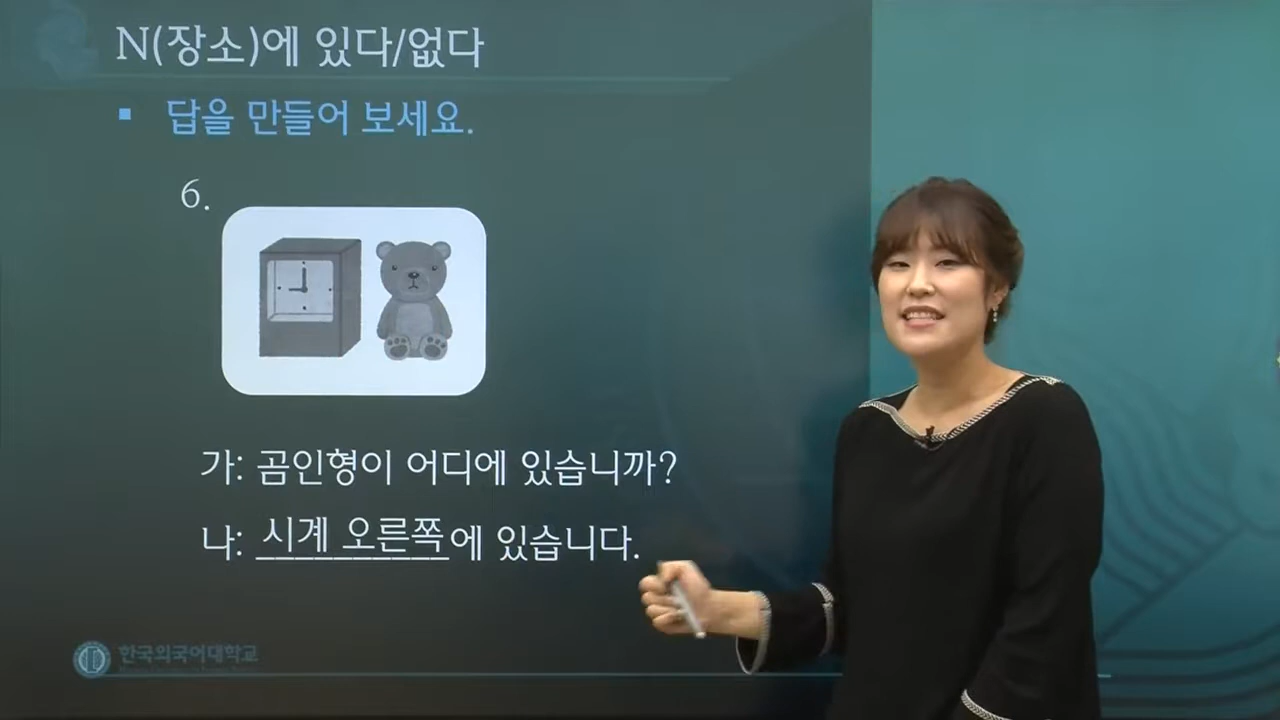 N(장소)에 있다/없다
▪ 답을 만들어 보세요.
6.
가: 곰인형이 어디에 있습니까?
나: 시계 오른쪽에 있습니다.
한국외국어대학교